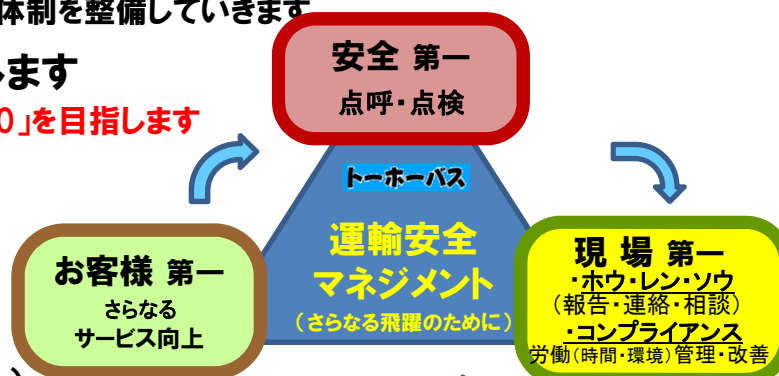 体制を整備していきます
します
0」を目指します
安全 第一
点呼・点検
トーホーバス
運輸安全
マネジメント
(さらなる飛躍のために)
お客様 第一
さらなる
サービス向上
現 場 第一
・ホウ・レン・ソウ
(報告・連絡・相談)
・コンプライアンス
労働(時間・環境)管理・改善